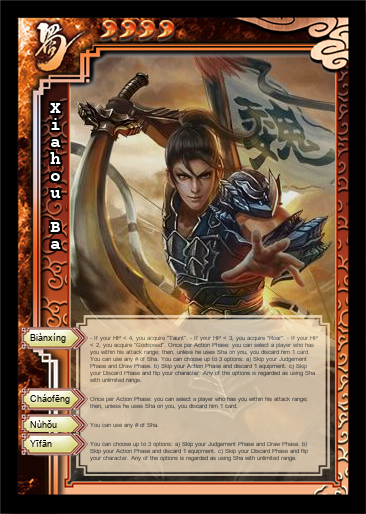 蜀
Xiahou Ba
魏
Biànxíng
- If your HP < 4, you acquire "Taunt". - If your HP < 3, you acquire "Roar". - If your HP
< 2, you acquire "Godspeed". Once per Action Phase: you can select a player who has
you within his attack range; then, unless he uses Sha on you, you discard him 1 card.
You can use any # of Sha. You can choose up to 3 options: a) Skip your Judgement
Phase and Draw Phase. b) Skip your Action Phase and discard 1 equipment. c) Skip
your Discard Phase and flip your character. Any of the options is regarded as using Sha
with unlimited range.
Cháofěng
Once per Action Phase: you can select a player who has you within his attack range;
then, unless he uses Sha on you, you discard him 1 card.
Nùhǒu
You can use any # of Sha.
Yǐfān
You can choose up to 3 options: a) Skip your Judgement Phase and Draw Phase. b)
Skip your Action Phase and discard 1 equipment. c) Skip your Discard Phase and flip
your character. Any of the options is regarded as using Sha with unlimited range.